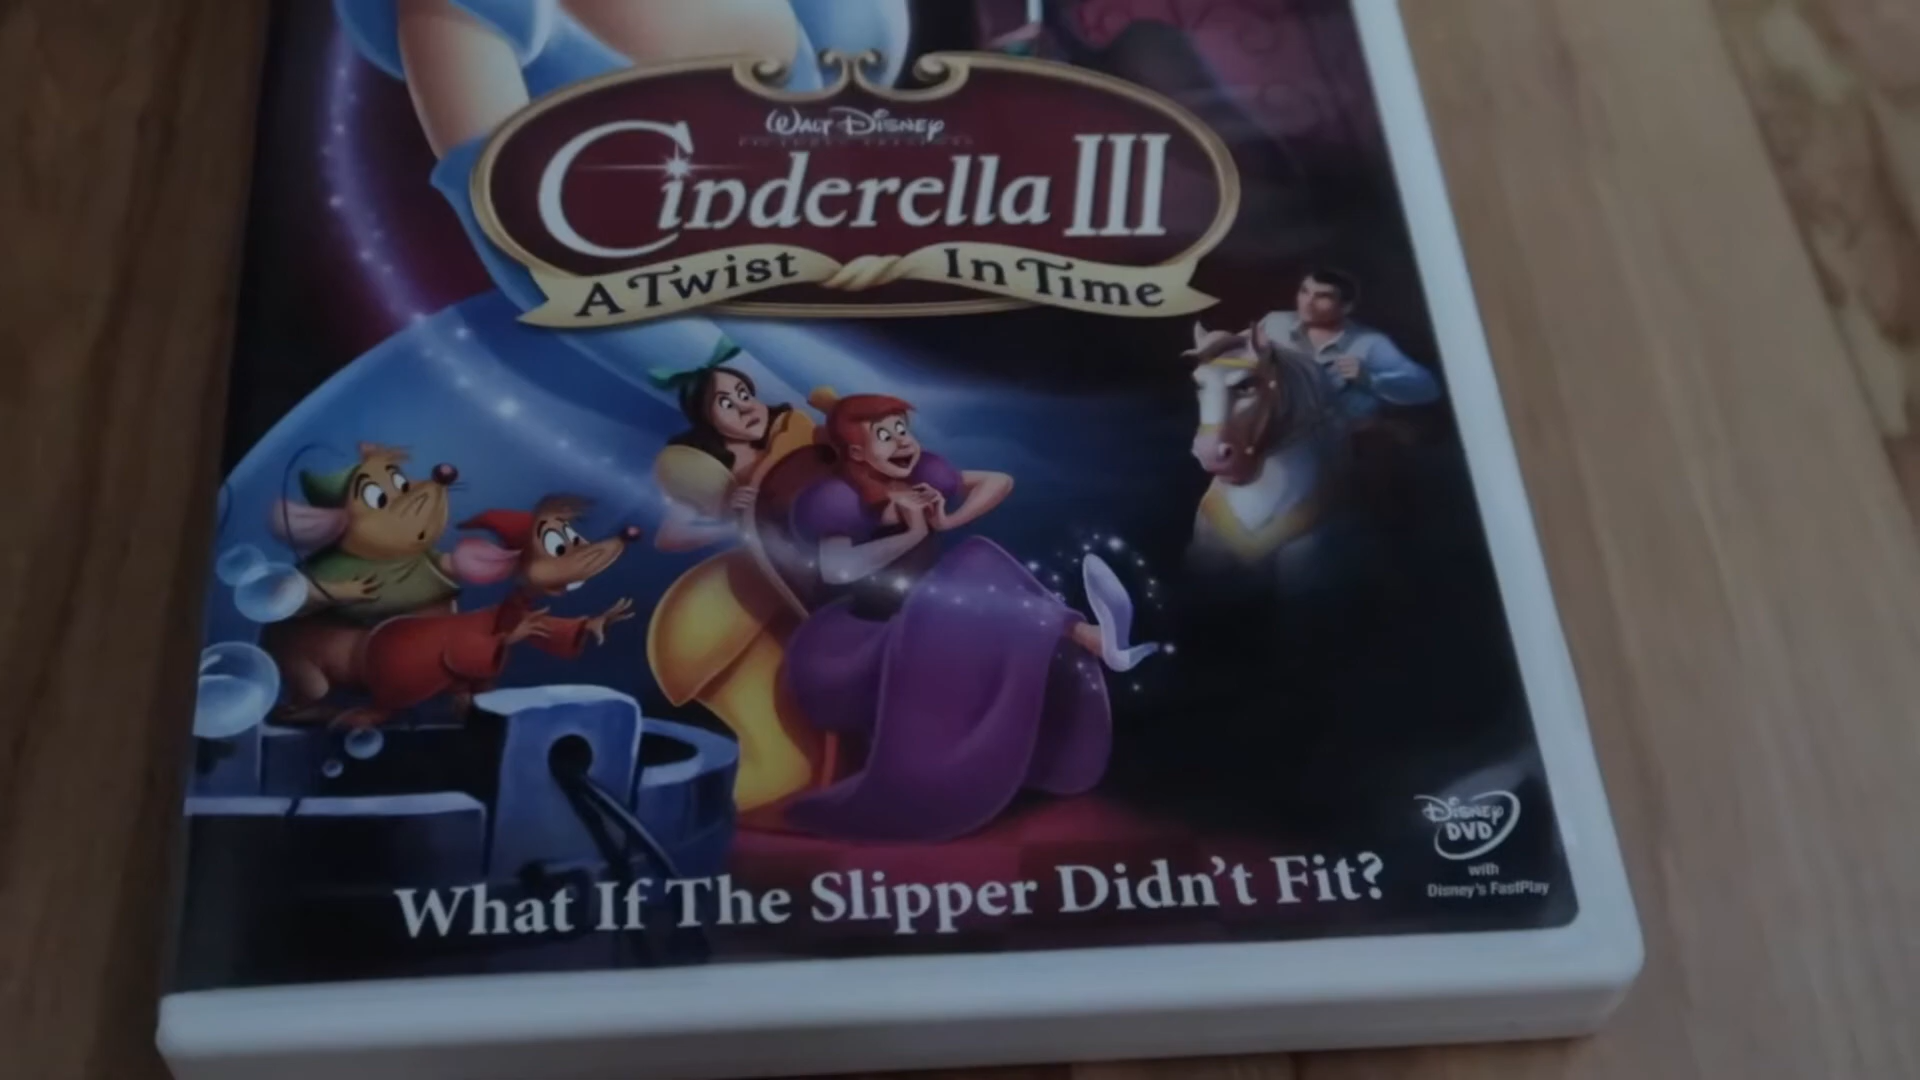 Walt Disney
Cinderella III
A Twist In Time
What If The Slipper Didn't Fit?
Disney
DVD
with
Disney's FastPlay